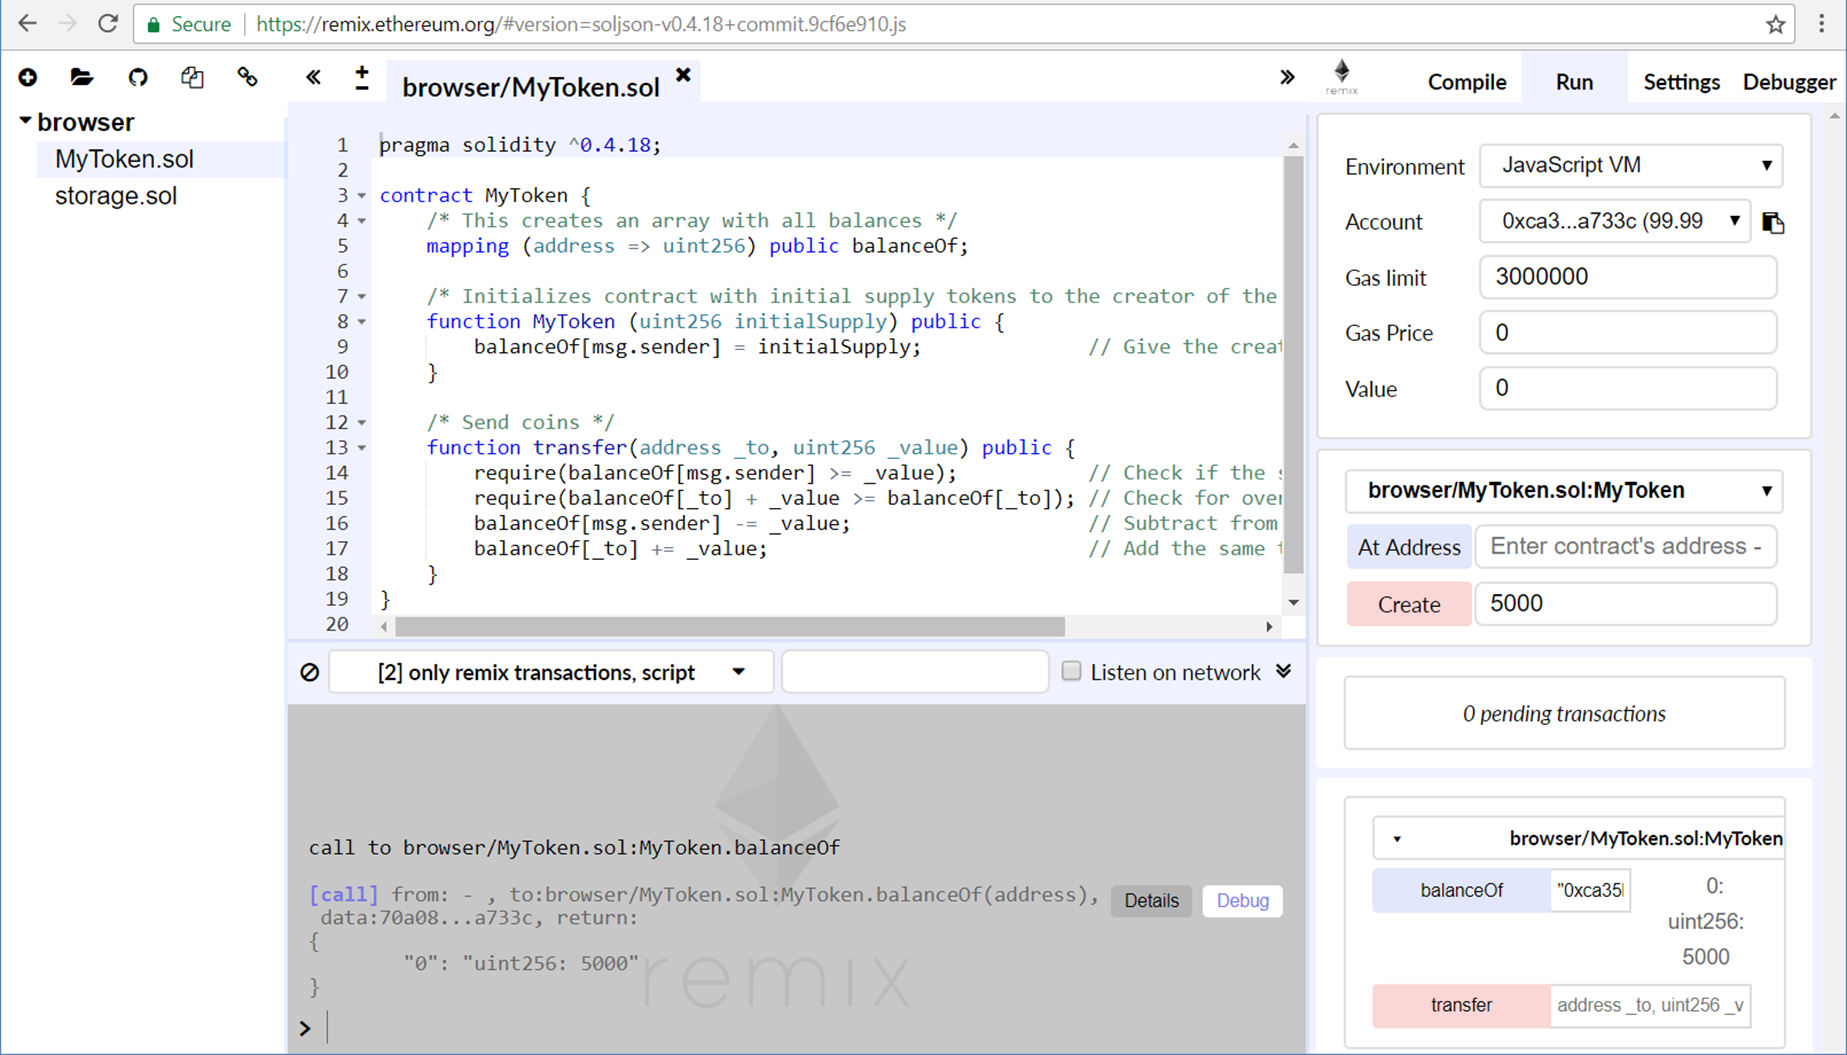 Secure https://remix.ethereum.org/#version=soljson-v0.4.18+commit.9cf6e910.js
browser/MyToken.sol
remix
Compile Run Settings Debugger
browser
MyToken.sol
storage.sol
1 pragma solidity ^0.4.18;
2
3 contract MyToken {
4 /* This creates an array with all balances */
5 mapping (address => uint256) public balanceOf;
6
7 /* Initializes contract with initial supply tokens to the creator of the
8 function MyToken (uint256 initialSupply) public {
9 balanceOf[msg.sender] = initialSupply; // Give the creat
10 }
11
12 /* Send coins */
13 function transfer(address _to, uint256 _value) public {
14 require(balanceOf[msg.sender] >= _value); // Check if the s
15 require(balanceOf[_to] + _value >= balanceOf[_to]); // Check for over
16 balanceOf[msg.sender] -= _value; // Subtract from
17 balanceOf[_to] += _value; // Add the same t
18 }
19 }
20
[2] only remix transactions, script
Listen on network
call to browser/MyToken.sol:MyToken.balanceOf
[call] from: - , to:browser/MyToken.sol:MyToken.balanceOf(address),
data:70a08...a733c, return:
{
"0": "uint256: 5000"
}
Details Debug
remix
>
Environment JavaScript VM
Account 0xca3...a733c (99.99
Gas limit 3000000
Gas Price 0
Value 0
browser/MyToken.sol:MyToken
At Address Enter contract's address -
Create 5000
0 pending transactions
browser/MyToken.sol:MyToken
balanceOf "0xca35
0:
uint256:
5000
transfer address _to, uint256 _v